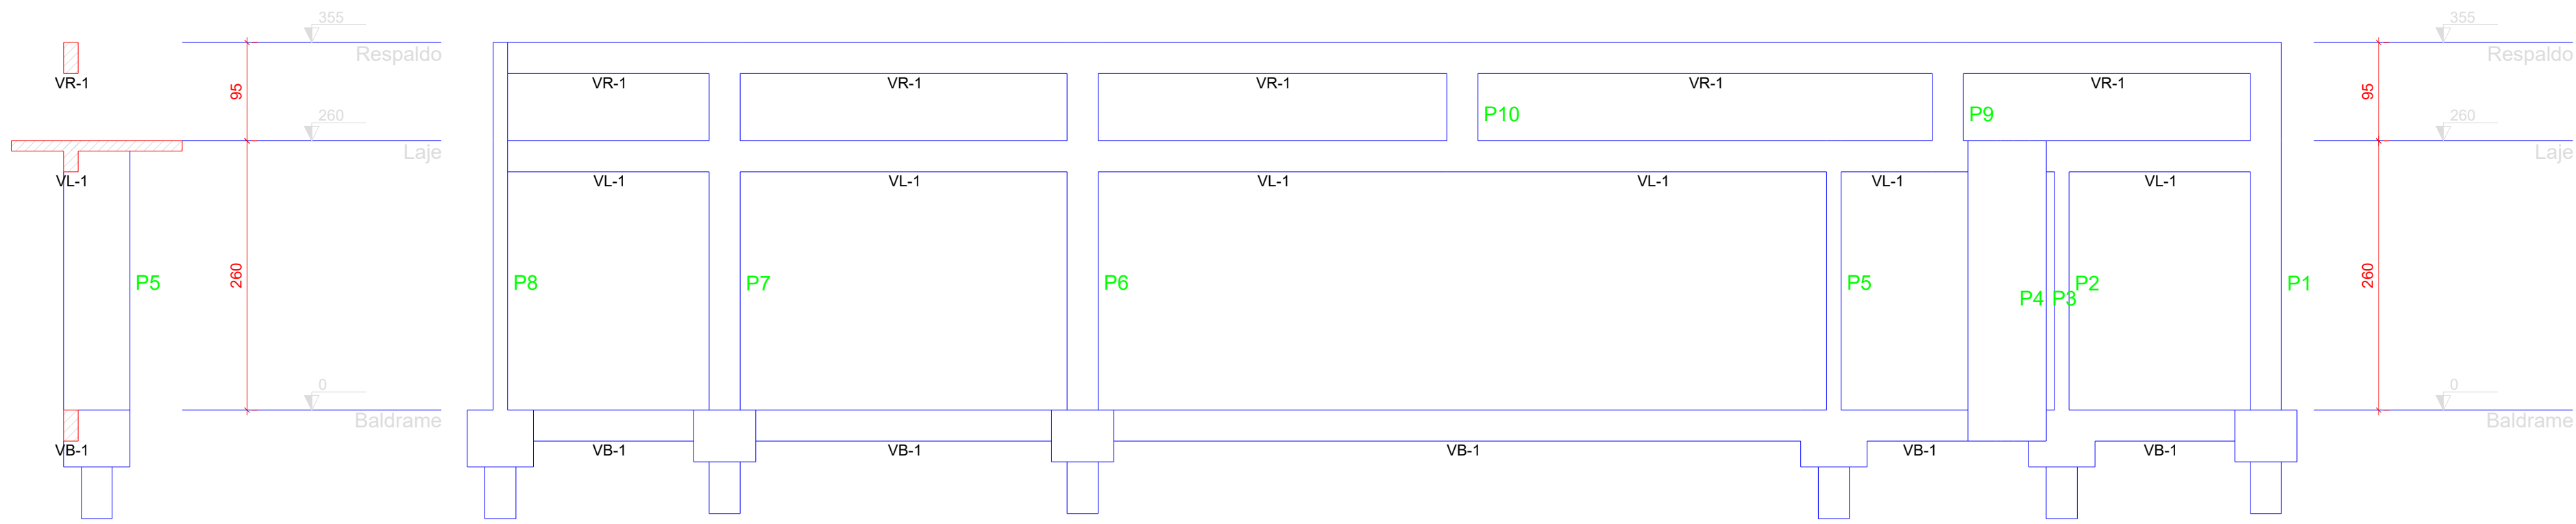 355
355
Respaldo
Respaldo
VR-1
VR-1
VR-1
VR-1
VR-1
VR-1
95
95
P10
P9
260
260
Laje
Laje
VL-1
VL-1
VL-1
VL-1
VL-1
VL-1
VL-1
260
P5
P8
P7
P6
P5
P4
P3
P2
P1
260
0
0
Baldrame
Baldrame
VB-1
VB-1
VB-1
VB-1
VB-1
VB-1